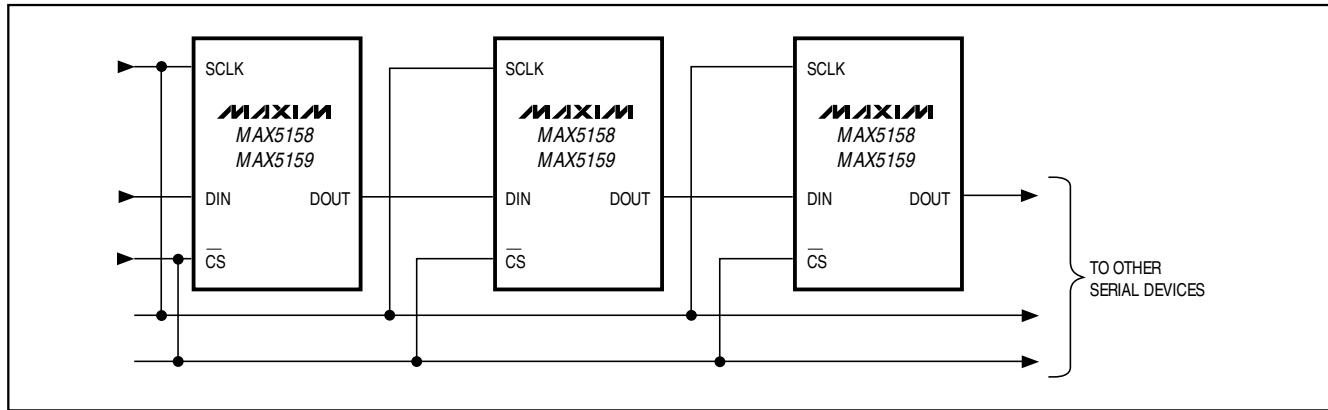 SCLK
MAXIM
MAX5158
MAX5159
DIN DOUT
CS
SCLK
MAXIM
MAX5158
MAX5159
DIN DOUT
CS
SCLK
MAXIM
MAX5158
MAX5159
DIN DOUT
CS
TO OTHER
SERIAL DEVICES